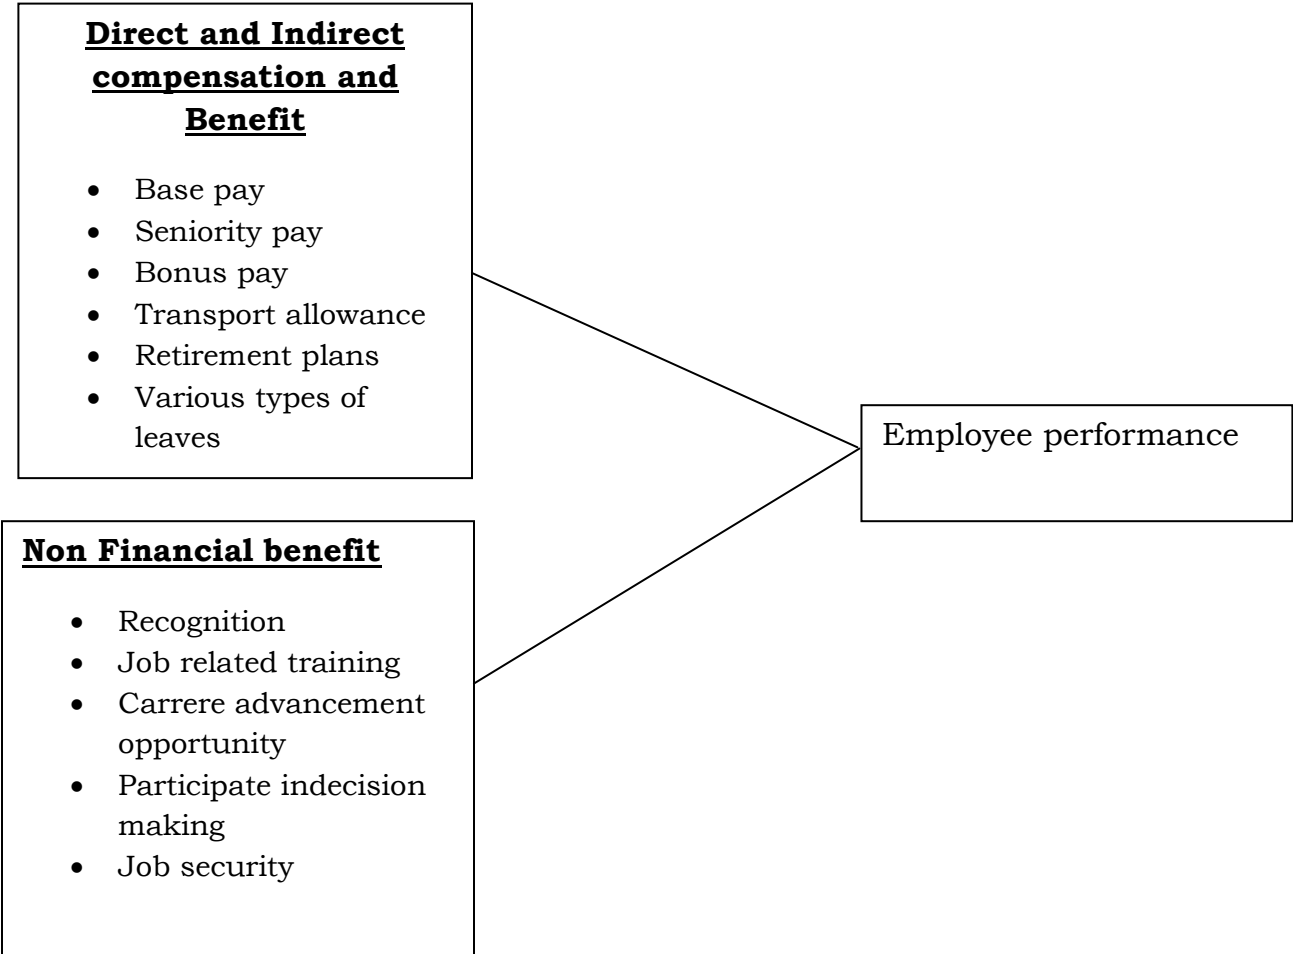 Direct and Indirect
compensation and
Benefit
• Base pay
• Seniority pay
• Bonus pay
• Transport allowance
• Retirement plans
• Various types of
leaves
Employee performance
Non Financial benefit
• Recognition
• Job related training
• Carrere advancement
opportunity
• Participate indecision
making
• Job security